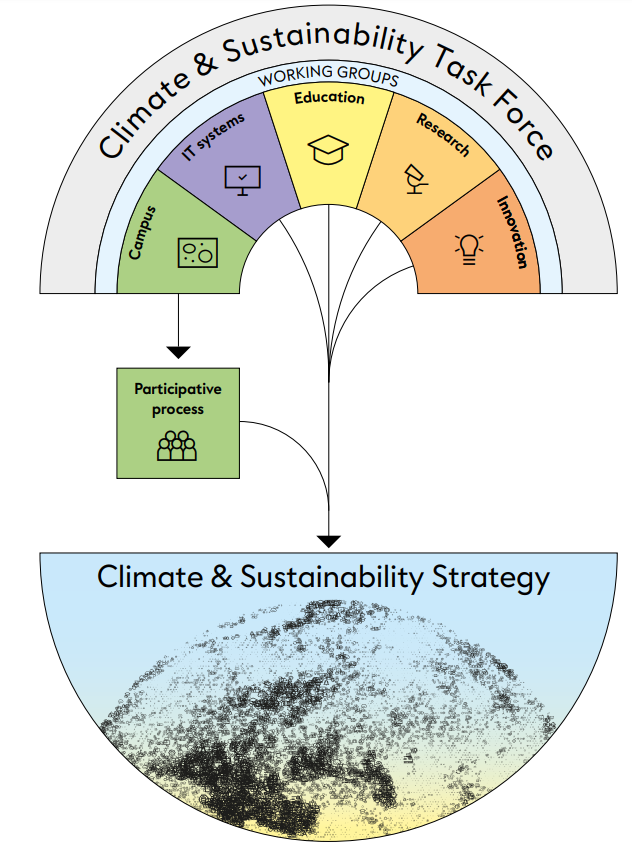 Climate & Sustainability Task Force
WORKING GROUPS
Campus
IT systems
Education
Research
Innovation
Participative
process
Climate & Sustainability Strategy